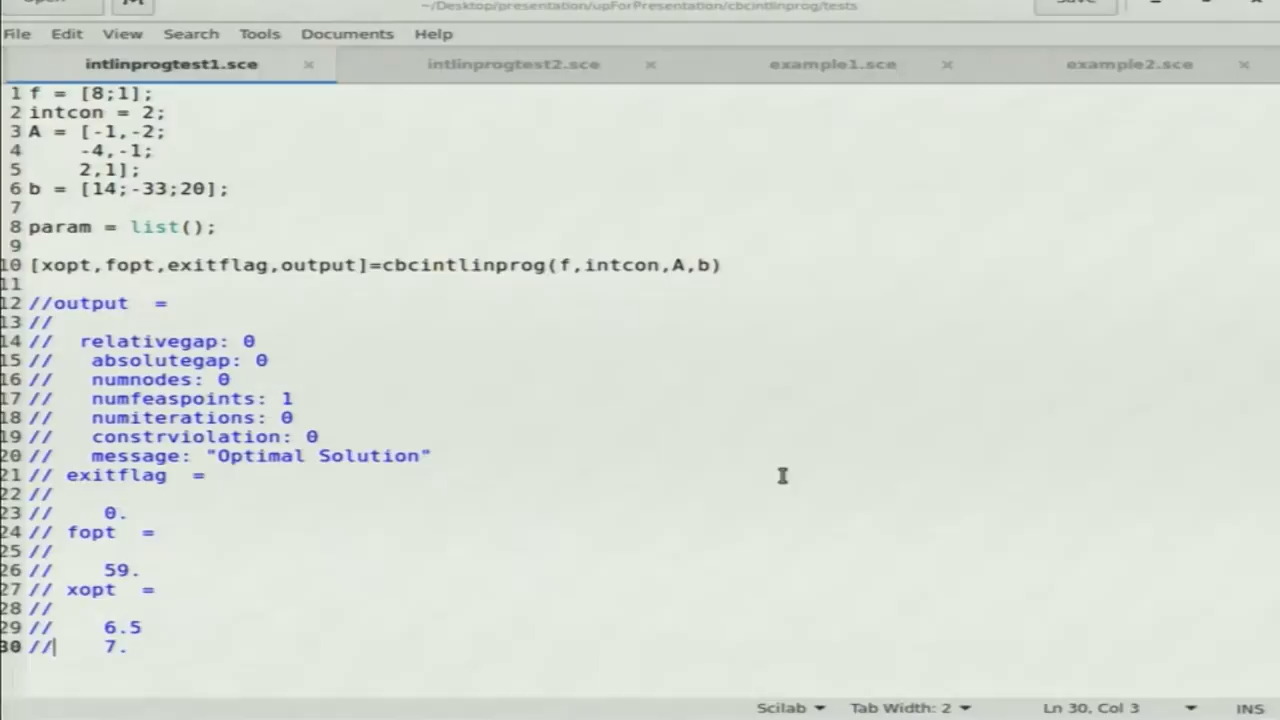 ~/Desktop/presentation/upForPresentation/cbcintlinprog/tests
File Edit View Search Tools Documents Help
intlinprogtest1.sce × intlinprogtest2.sce × example1.sce × example2.sce ×
1 f = [8;1];
2 intcon = 2;
3 A = [-1,-2;
4 -4,-1;
5 2,1];
6 b = [14;-33;20];
7
8 param = list();
9
10 [xopt,fopt,exitflag,output]=cbcintlinprog(f,intcon,A,b)
11
12 //output =
13 //
14 // relativegap: 0
15 // absolutegap: 0
16 // numnodes: 0
17 // numfeaspoints: 1
18 // numiterations: 0
19 // constrviolation: 0
20 // message: "Optimal Solution"
21 // exitflag =
22 //
23 // 0.
24 // fopt =
25 //
26 // 59.
27 // xopt =
28 //
29 // 6.5
30 // 7.
Scilab Tab Width: 2 Ln 30, Col 3 INS